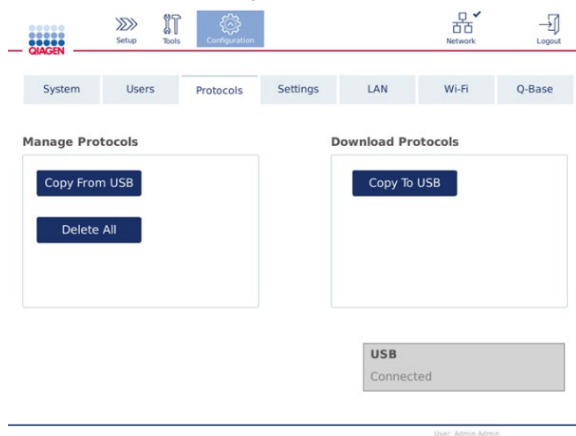 QIAGEN
Setup
Tools
Configuration
Network
Logout
System
Users
Protocols
Settings
LAN
Wi-Fi
Q-Base
Manage Protocols
Download Protocols
Copy From USB
Copy To USB
Delete All
USB
Connected
User: Admin Admin